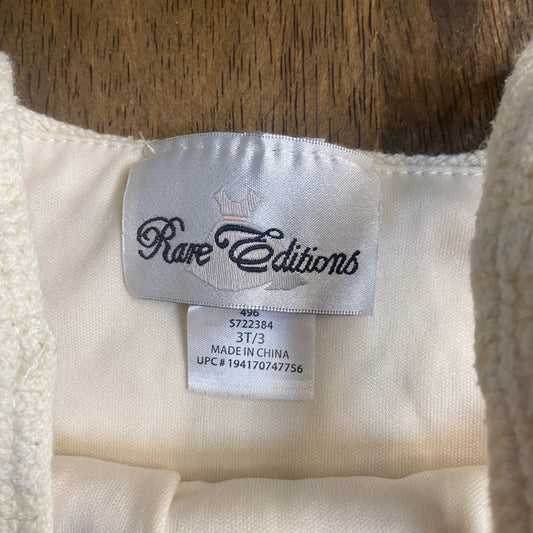 Rare Editions
496
S722384
3T/3
MADE IN CHINA
UPC # 194170747756